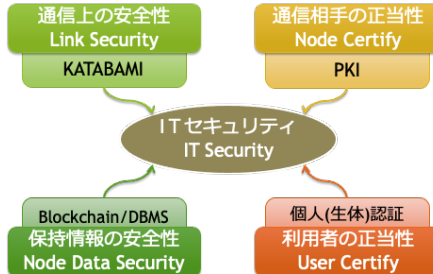 通信上の安全性
Link Security
KATABAMI
通信相手の正当性
Node Certify
PKI
ITセキュリティ
IT Security
Blockchain/DBMS
保持情報の安全性
Node Data Security
個人(生体)認証
利用者の正当性
User Certify